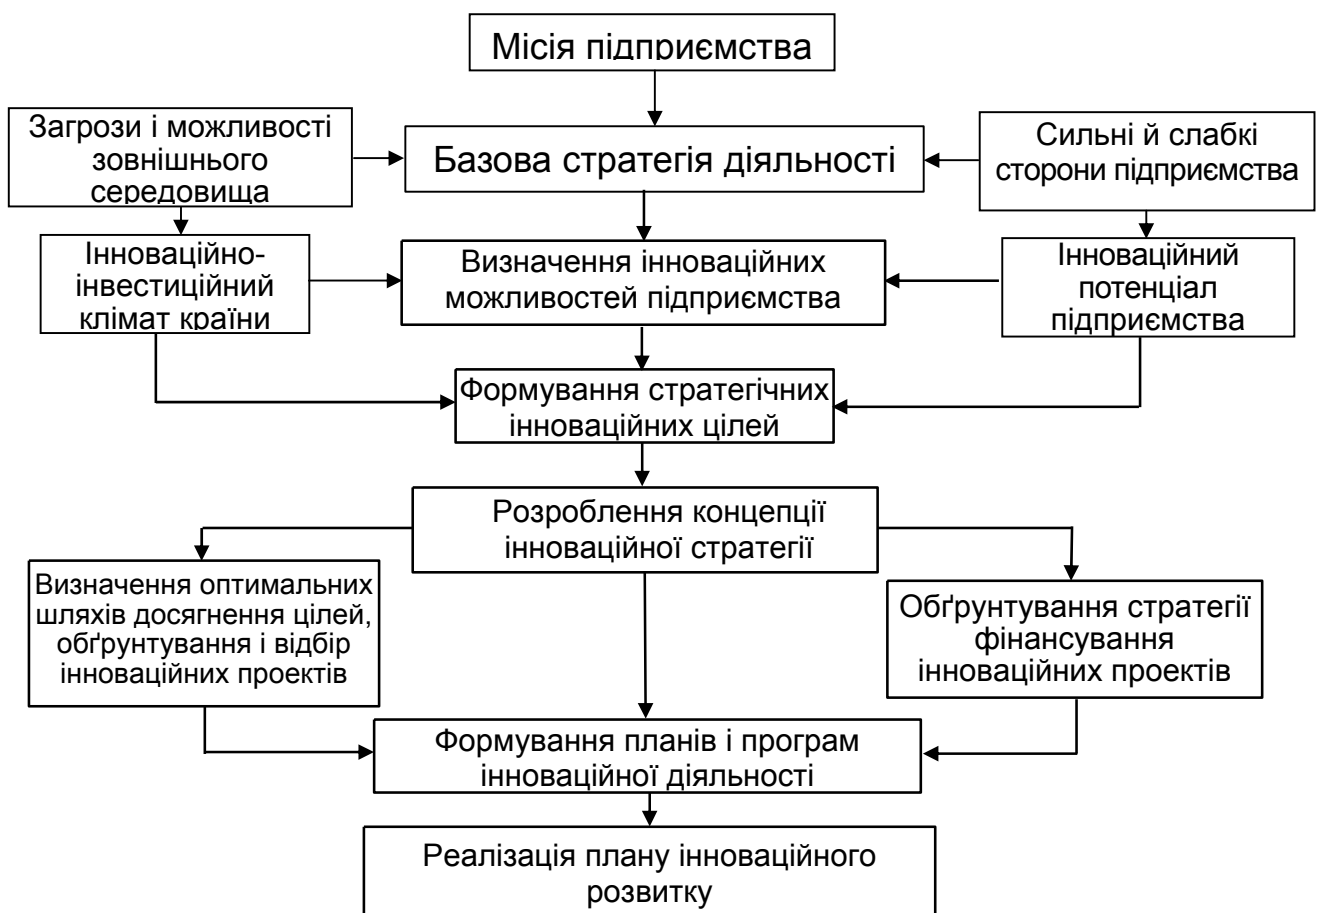 Місія підприємства
Загрози і можливості
зовнішнього
середовища
Базова стратегія діяльності
Сильні й слабкі
сторони підприємства
Інноваційно-
інвестиційний
клімат країни
Визначення інноваційних
можливостей підприємства
Інноваційний
потенціал
підприємства
Формування стратегічних
інноваційних цілей
Розроблення концепції
інноваційної стратегії
Визначення оптимальних
шляхів досягнення цілей,
обґрунтування і відбір
інноваційних проектів
Обґрунтування стратегії
фінансування
інноваційних проектів
Формування планів і програм
інноваційної діяльності
Реалізація плану інноваційного
розвитку